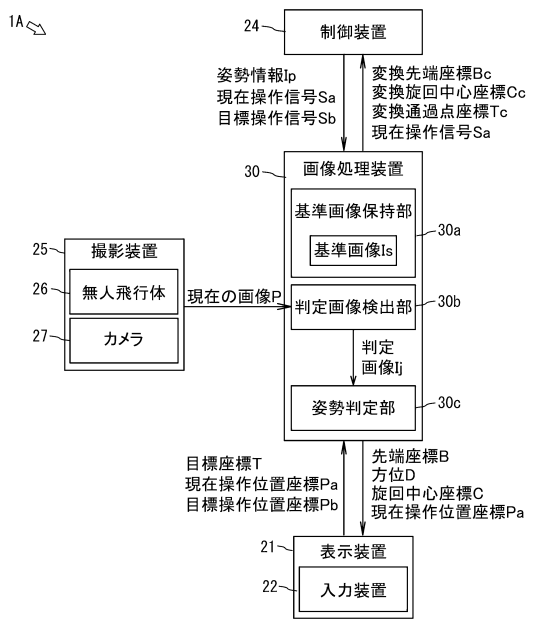 1A
24
制御装置
姿勢情報Ip
現在操作信号Sa
目標操作信号Sb
変換先端座標Bc
変換旋回中心座標Cc
変換通過点座標Tc
現在操作信号Sa
30
画像処理装置
基準画像保持部
30a
基準画像Is
25
撮影装置
26
無人飛行体
27
カメラ
現在の画像P
判定画像検出部
30b
判定
画像Ij
姿勢判定部
30c
目標座標T
現在操作位置座標Pa
目標操作位置座標Pb
先端座標B
方位D
旋回中心座標C
現在操作位置座標Pa
21
表示装置
22
入力装置